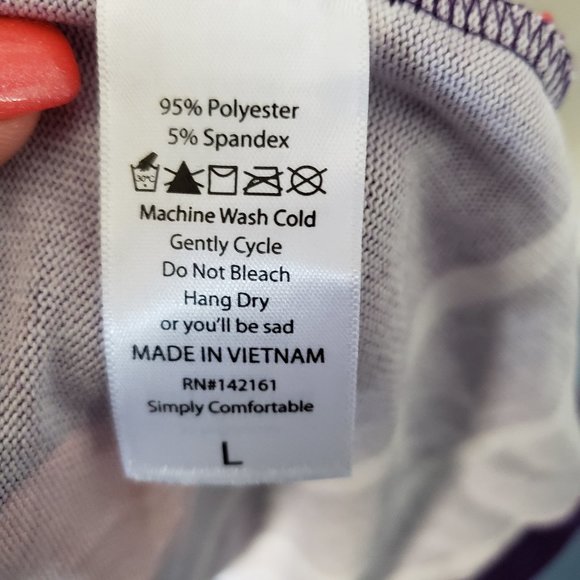 95% Polyester
5% Spandex
30°C
Machine Wash Cold
Gently Cycle
Do Not Bleach
Hang Dry
or you'll be sad
MADE IN VIETNAM
RN#142161
Simply Comfortable
L